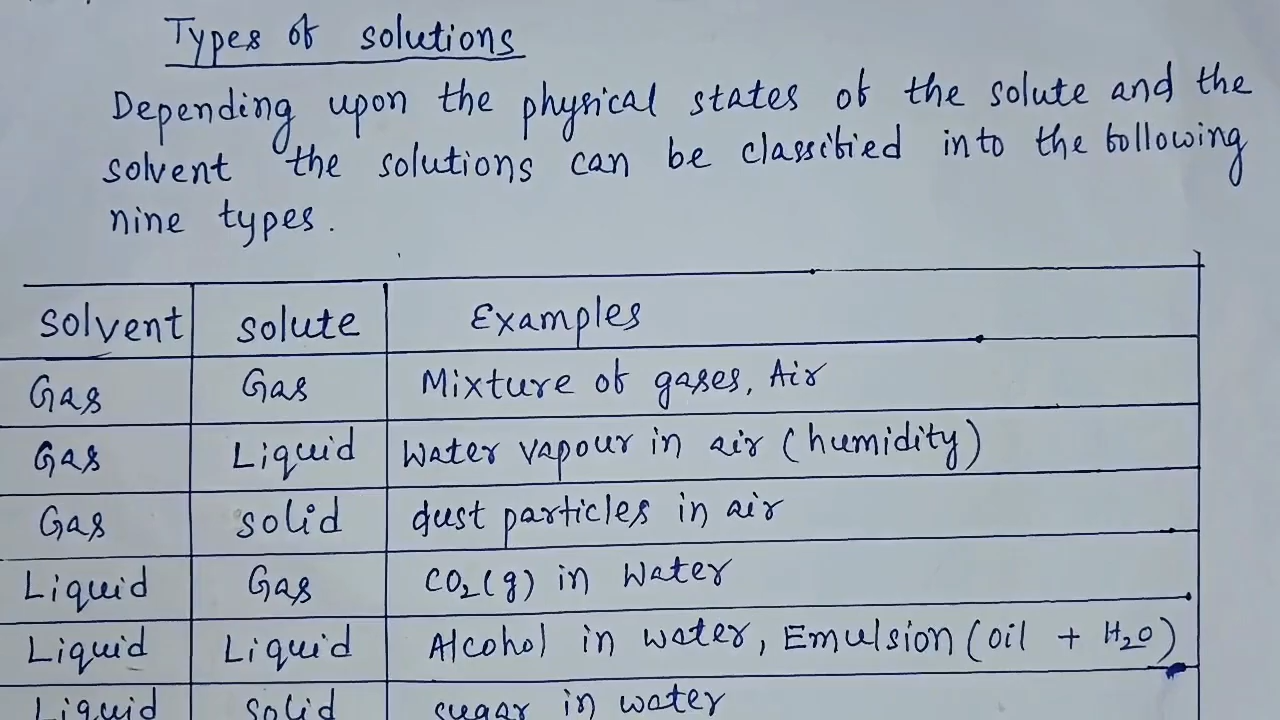 Types of solutions
Depending upon the physical states of the solute and the
solvent the solutions can be classified into the following
nine types.
Solvent solute Examples
Gas Gas Mixture of gases, Air
Gas Liquid Water vapour in air (humidity)
Gas solid dust particles in air
Liquid Gas CO₂(g) in Water
Liquid Liquid Alcohol in water, Emulsion (oil + H₂O)
Liquid solid sugar in water